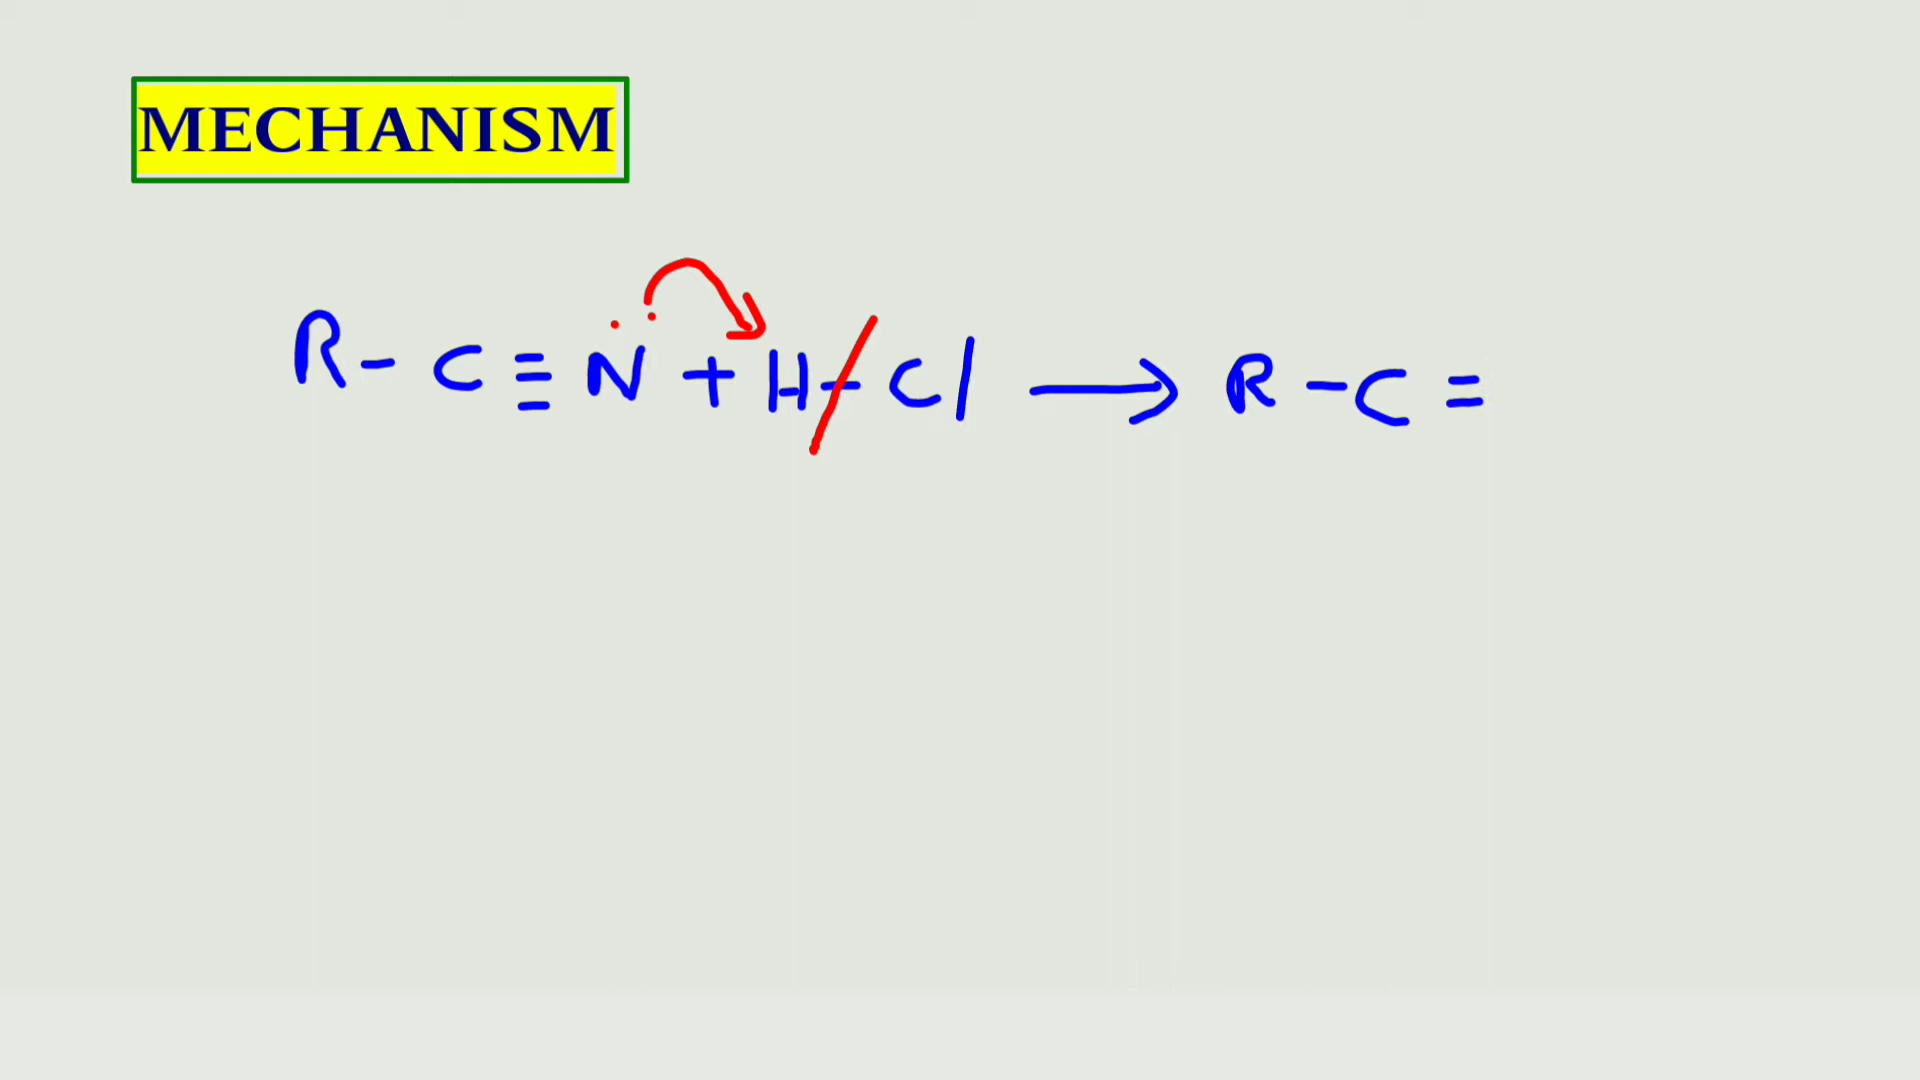 MECHANISM
R - C ≡ N + H - Cl ⟶ R - C =